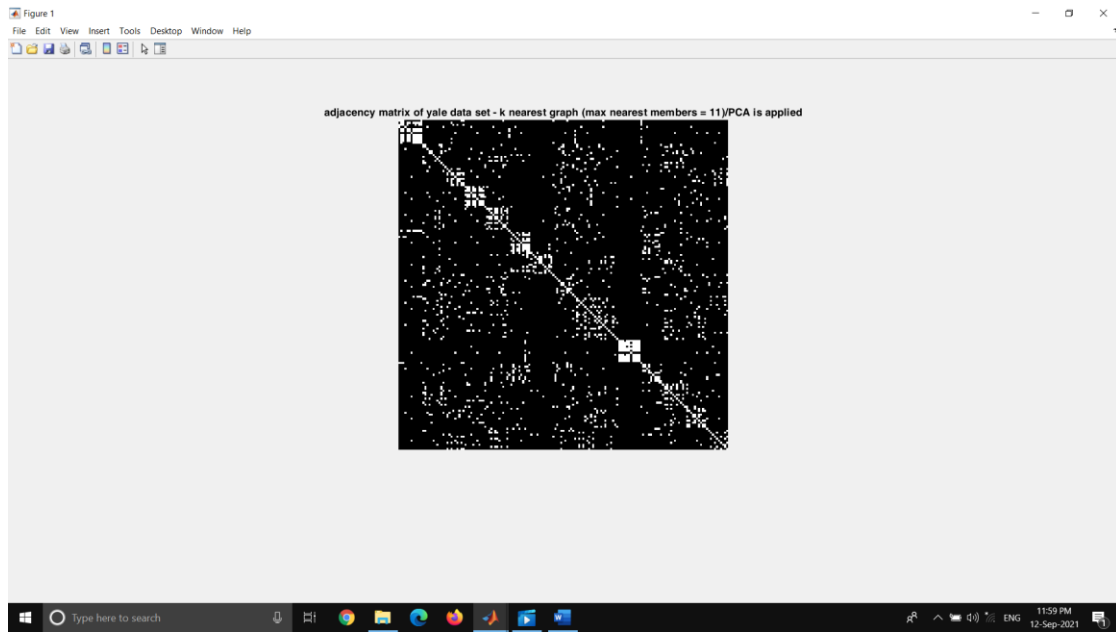 Figure 1
File Edit View Insert Tools Desktop Window Help
adjacency matrix of yale data set - k nearest graph (max nearest members = 11)/PCA is applied
Type here to search
ENG
11:59 PM
12-Sep-2021